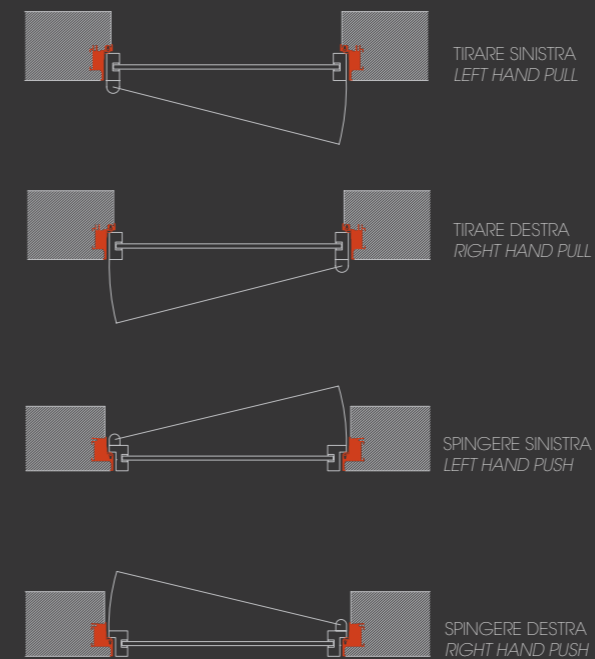 TIRARE SINISTRA
LEFT HAND PULL
TIRARE DESTRA
RIGHT HAND PULL
SPINGERE SINISTRA
LEFT HAND PUSH
SPINGERE DESTRA
RIGHT HAND PUSH